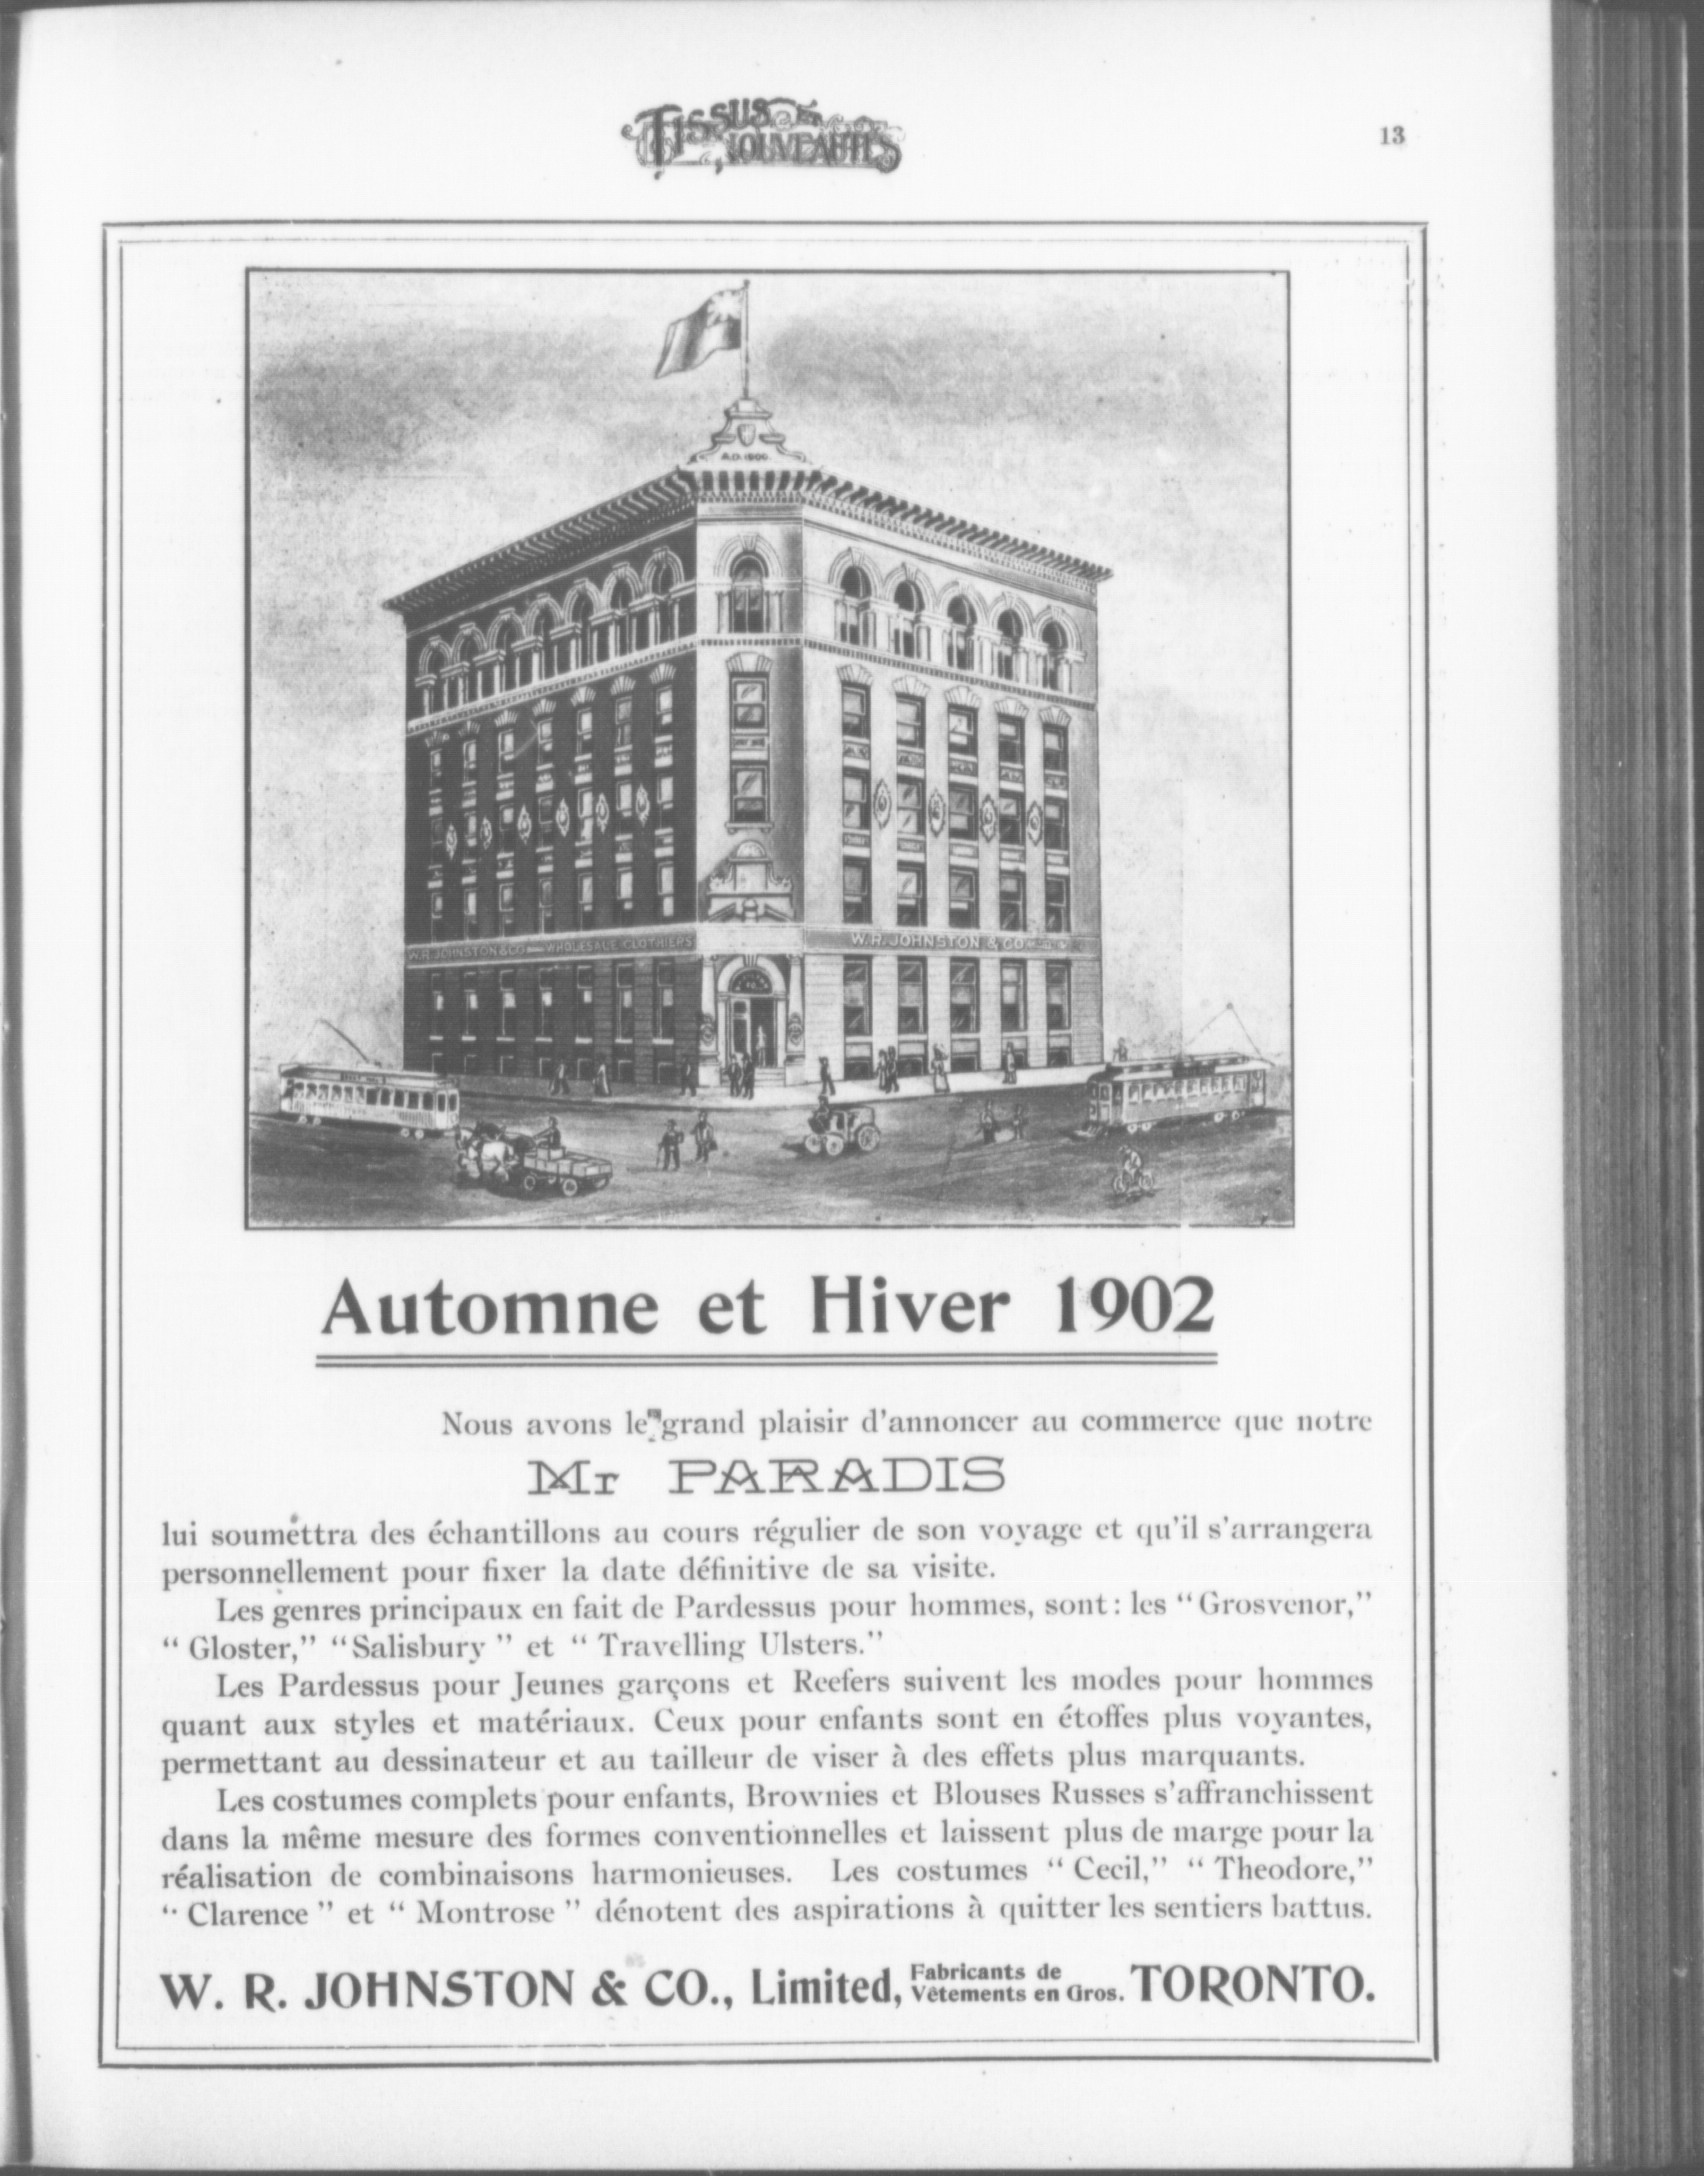 Tissus & Nouveautés
13
A.D. 1900.
W. R. JOHNSTON & CO WHOLESALE CLOTHIERS
W. R. JOHNSTON & CO
Automne et Hiver 1902
Nous avons le grand plaisir d'annoncer au commerce que notre
Mr PARADIS
lui soumettra des échantillons au cours régulier de son voyage et qu'il s'arrangera
personnellement pour fixer la date définitive de sa visite.
Les genres principaux en fait de Pardessus pour hommes, sont: les "Grosvenor,"
"Gloster," "Salisbury" et "Travelling Ulsters."
Les Pardessus pour Jeunes garçons et Reefers suivent les modes pour hommes
quant aux styles et matériaux. Ceux pour enfants sont en étoffes plus voyantes,
permettant au dessinateur et au tailleur de viser à des effets plus marquants.
Les costumes complets pour enfants, Brownies et Blouses Russes s'affranchissent
dans la même mesure des formes conventionnelles et laissent plus de marge pour la
réalisation de combinaisons harmonieuses. Les costumes "Cecil," "Theodore,"
"Clarence" et "Montrose" dénotent des aspirations à quitter les sentiers battus.
W. R. JOHNSTON & CO., Limited, Fabricants de Vêtements en Gros. TORONTO.